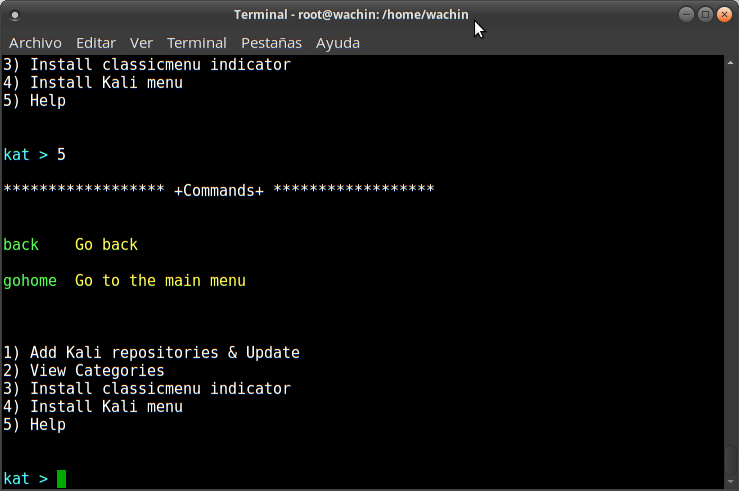 Terminal - root@wachin: /home/wachin
Archivo Editar Ver Terminal Pestañas Ayuda
3) Install classicmenu indicator
4) Install Kali menu
5) Help
kat > 5
****************** +Commands+ ******************
back Go back
gohome Go to the main menu
1) Add Kali repositories & Update
2) View Categories
3) Install classicmenu indicator
4) Install Kali menu
5) Help
kat >